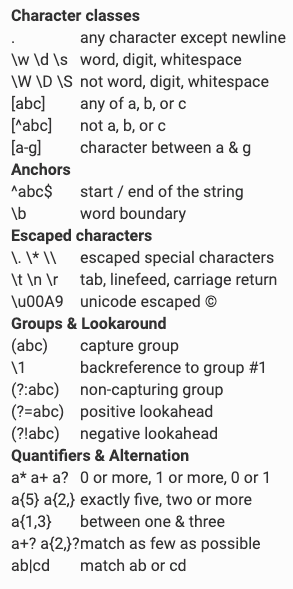 Character classes
. any character except newline
\w \d \s word, digit, whitespace
\W \D \S not word, digit, whitespace
[abc] any of a, b, or c
[^abc] not a, b, or c
[a-g] character between a & g
Anchors
^abc$ start / end of the string
\b word boundary
Escaped characters
\. \* \\ escaped special characters
\t \n \r tab, linefeed, carriage return
\u00A9 unicode escaped ©
Groups & Lookaround
(abc) capture group
\1 backreference to group #1
(?:abc) non-capturing group
(?=abc) positive lookahead
(?!abc) negative lookahead
Quantifiers & Alternation
a* a+ a? 0 or more, 1 or more, 0 or 1
a{5} a{2,} exactly five, two or more
a{1,3} between one & three
a+? a{2,}? match as few as possible
ab|cd match ab or cd